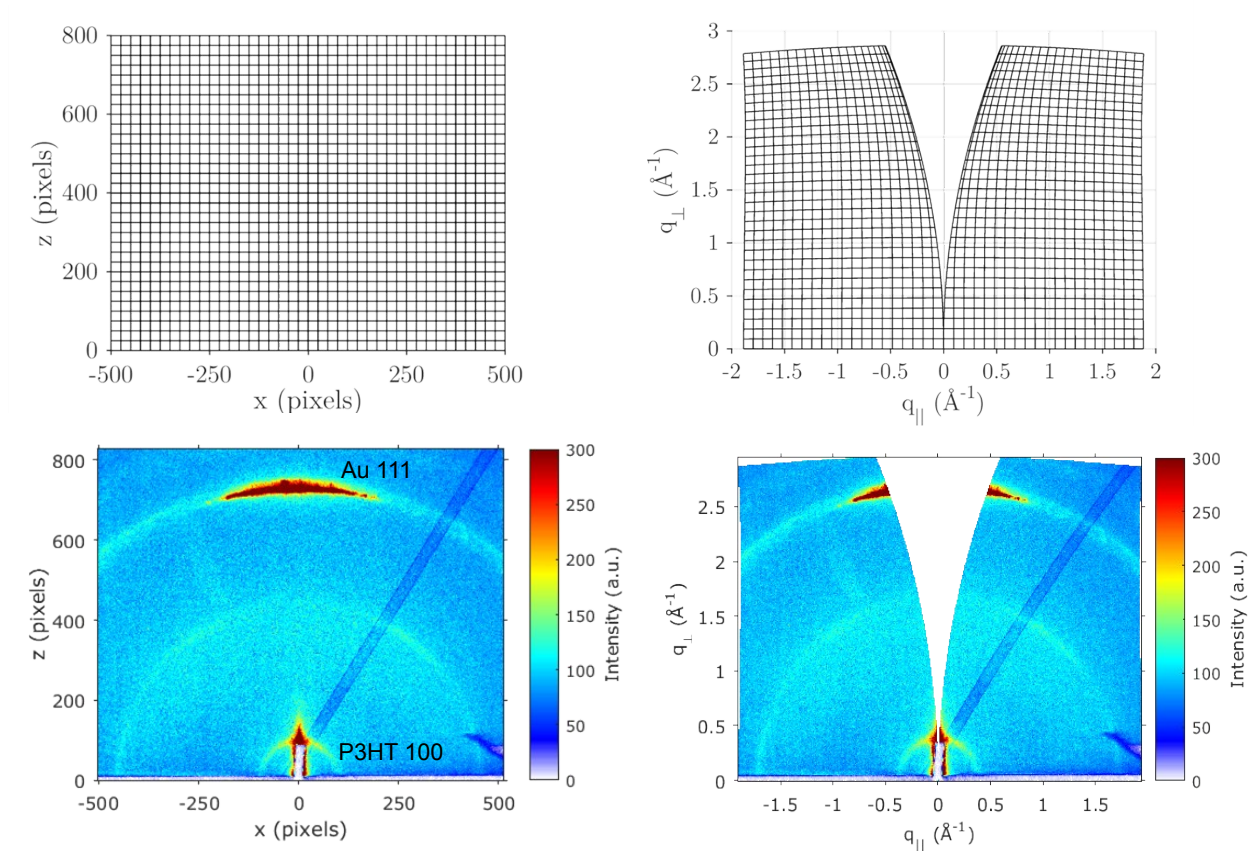 800
600
400
200
0
z (pixels)
-500 -250 0 250 500
x (pixels)
3
2.5
2
1.5
1
0.5
0
q⊥ (Å-1)
-2 -1.5 -1 -0.5 0 0.5 1 1.5 2
q|| (Å-1)
800
600
400
200
0
z (pixels)
Au 111
P3HT 100
-500 -250 0 250 500
x (pixels)
300
250
200
150
100
50
0
Intensity (a.u.)
2.5
2
1.5
1
0.5
0
q⊥ (Å-1)
-1.5 -1 -0.5 0 0.5 1 1.5
q|| (Å-1)
300
250
200
150
100
50
0
Intensity (a.u.)